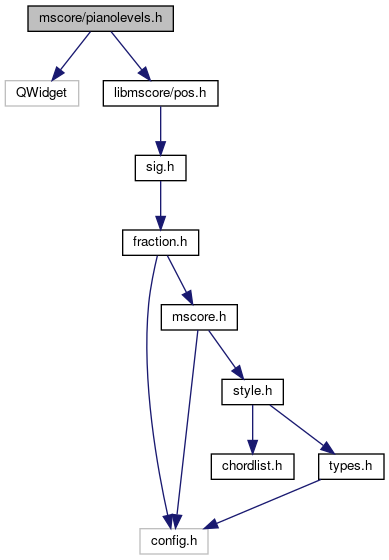 mscore/pianolevels.h
QWidget
libmscore/pos.h
sig.h
fraction.h
mscore.h
style.h
chordlist.h
types.h
config.h